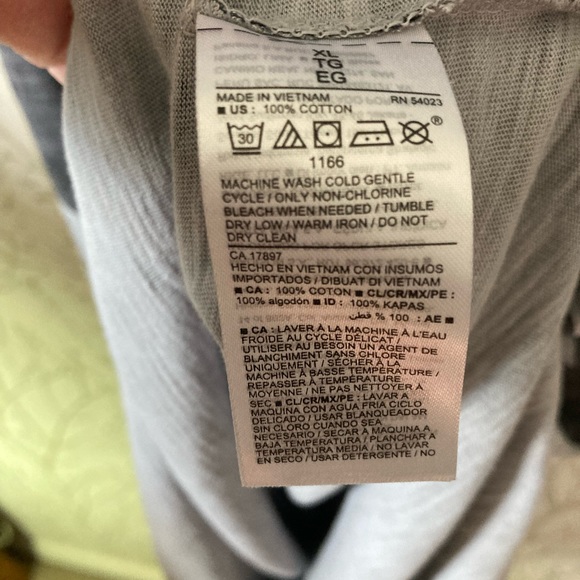 XL
TG
EG
MADE IN VIETNAM RN 54023
■ US : 100% COTTON
30 ®
1166
MACHINE WASH COLD GENTLE
CYCLE / ONLY NON-CHLORINE
BLEACH WHEN NEEDED / TUMBLE
DRY LOW / WARM IRON / DO NOT
DRY CLEAN
CA 17897
HECHO EN VIETNAM CON INSUMOS
IMPORTADOS / DIBUAT DI VIETNAM
■ CA : 100% COTON ■ CL/CR/MX/PE :
100% algodón ■ ID : 100% KAPAS
■ AE : 100 % قطن
■ CA : LAVER À LA MACHINE À L'EAU
FROIDE AU CYCLE DÉLICAT /
UTILISER AU BESOIN UN AGENT DE
BLANCHIMENT SANS CHLORE
UNIQUEMENT / SÉCHER À LA
MACHINE À BASSE TEMPÉRATURE /
REPASSER À TEMPÉRATURE
MOYENNE / NE PAS NETTOYER À
SEC ■ CL/CR/MX/PE : LAVAR A
MAQUINA CON AGUA FRIA CICLO
DELICADO / USAR BLANQUEADOR
SIN CLORO CUANDO SEA
NECESARIO / SECAR A MAQUINA A
BAJA TEMPERATURA / PLANCHAR A
TEMPERATURA MEDIA / NO LAVAR
EN SECO / USAR DETERGENTE / NO